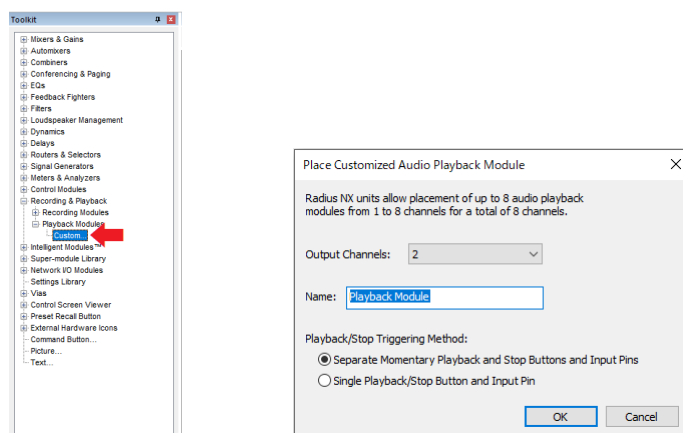 Toolkit
Mixers & Gains
Automixers
Combiners
Conferencing & Paging
EQs
Feedback Fighters
Filters
Loudspeaker Management
Dynamics
Delays
Routers & Selectors
Signal Generators
Meters & Analyzers
Control Modules
Recording & Playback
Recording Modules
Playback Modules
Custom...
Intelligent Modules™
Super-module Library
Network I/O Modules
Settings Library
Vias
Control Screen Viewer
Preset Recall Button
External Hardware Icons
Command Button...
Picture...
Text...
Place Customized Audio Playback Module
Radius NX units allow placement of up to 8 audio playback
modules from 1 to 8 channels for a total of 8 channels.
Output Channels: 2
Name: Playback Module
Playback/Stop Triggering Method:
Separate Momentary Playback and Stop Buttons and Input Pins
Single Playback/Stop Button and Input Pin
OK Cancel